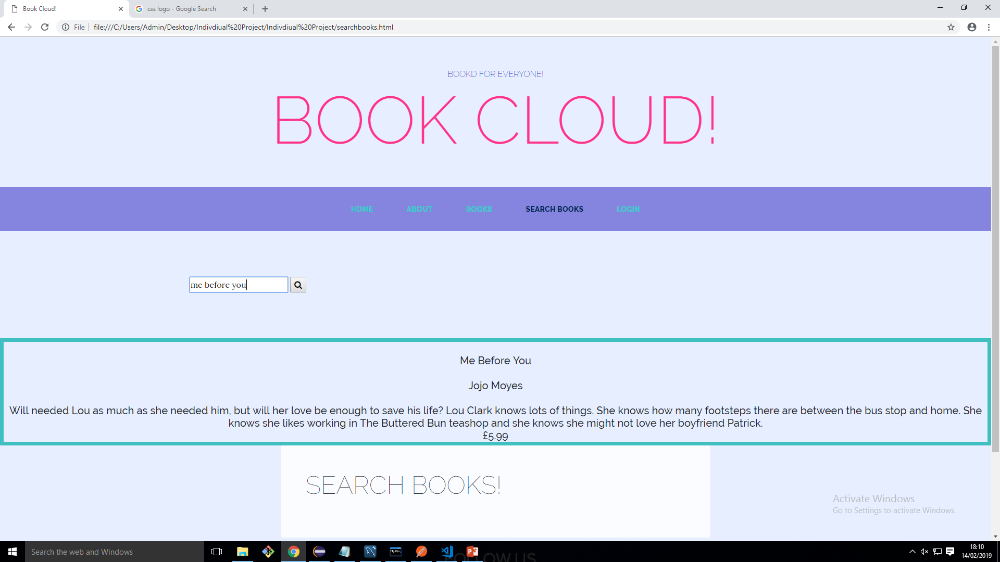 Book Cloud!
css logo - Google Search
File
file:///C:/Users/Admin/Desktop/Indivdiual%20Project/Indivdiual%20Project/searchbooks.html
BOOKD FOR EVERYONE!
BOOK CLOUD!
HOME ABOUT BOOKS SEARCH BOOKS LOGIN
me before you
Me Before You
Jojo Moyes
Will needed Lou as much as she needed him, but will her love be enough to save his life? Lou Clark knows lots of things. She knows how many footsteps there are between the bus stop and home. She
knows she likes working in The Buttered Bun teashop and she knows she might not love her boyfriend Patrick.
£5.99
SEARCH BOOKS!
Activate Windows
Go to Settings to activate Windows.
FOLLOW US
Search the web and Windows
18:10
14/02/2019